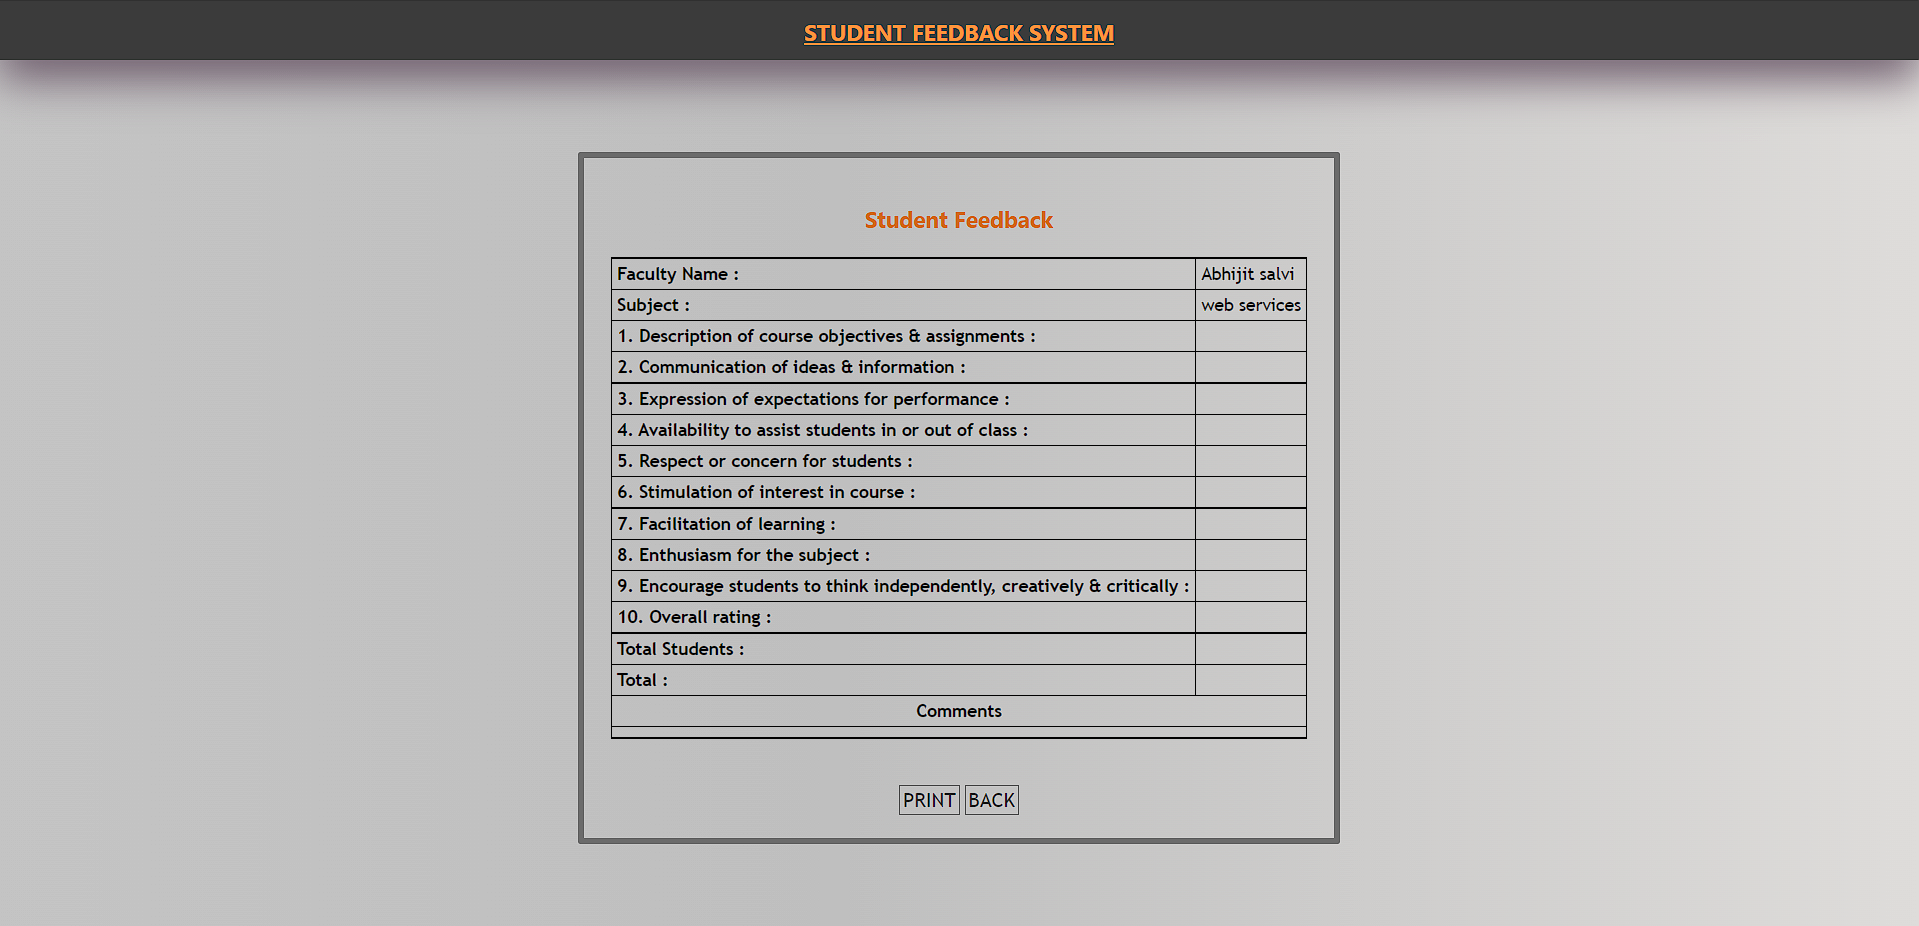 STUDENT FEEDBACK SYSTEM
Student Feedback
Faculty Name : Abhijit salvi
Subject : web services
1. Description of course objectives & assignments :
2. Communication of ideas & information :
3. Expression of expectations for performance :
4. Availability to assist students in or out of class :
5. Respect or concern for students :
6. Stimulation of interest in course :
7. Facilitation of learning :
8. Enthusiasm for the subject :
9. Encourage students to think independently, creatively & critically :
10. Overall rating :
Total Students :
Total :
Comments
PRINT BACK